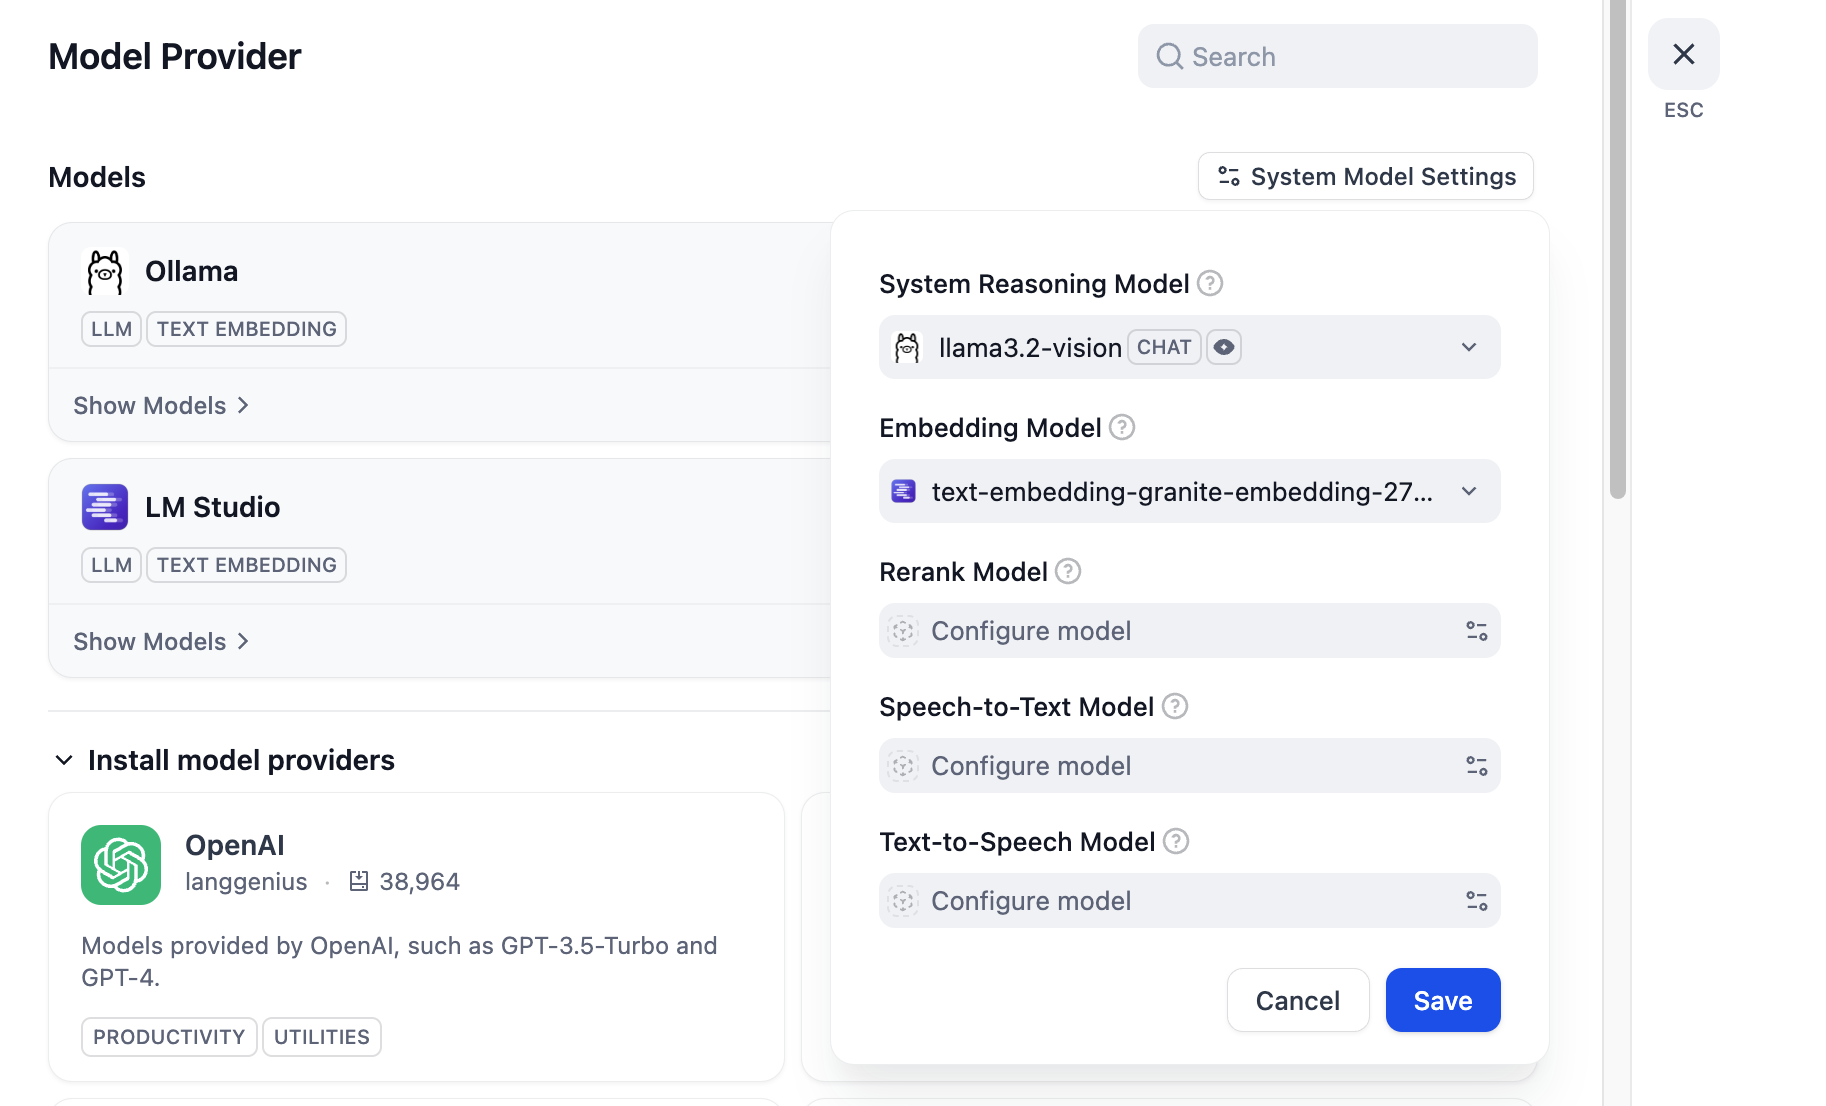 Model Provider
Search
ESC
Models
System Model Settings
Ollama
LLM
TEXT EMBEDDING
Show Models
LM Studio
LLM
TEXT EMBEDDING
Show Models
System Reasoning Model
llama3.2-vision
CHAT
Embedding Model
text-embedding-granite-embedding-27...
Rerank Model
Configure model
Speech-to-Text Model
Configure model
Text-to-Speech Model
Configure model
Cancel
Save
Install model providers
OpenAI
langgenius · 38,964
Models provided by OpenAI, such as GPT-3.5-Turbo and
GPT-4.
PRODUCTIVITY
UTILITIES